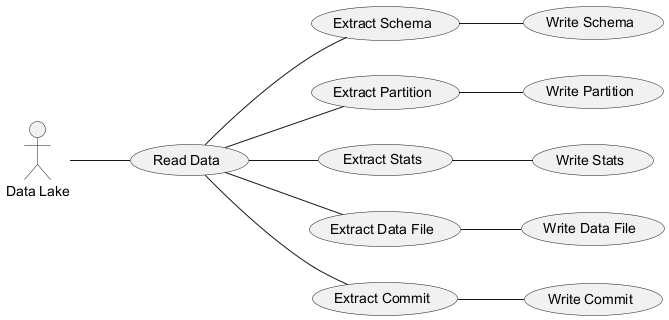 Extract Schema
Write Schema
Extract Partition
Write Partition
Data Lake
Read Data
Extract Stats
Write Stats
Extract Data File
Write Data File
Extract Commit
Write Commit